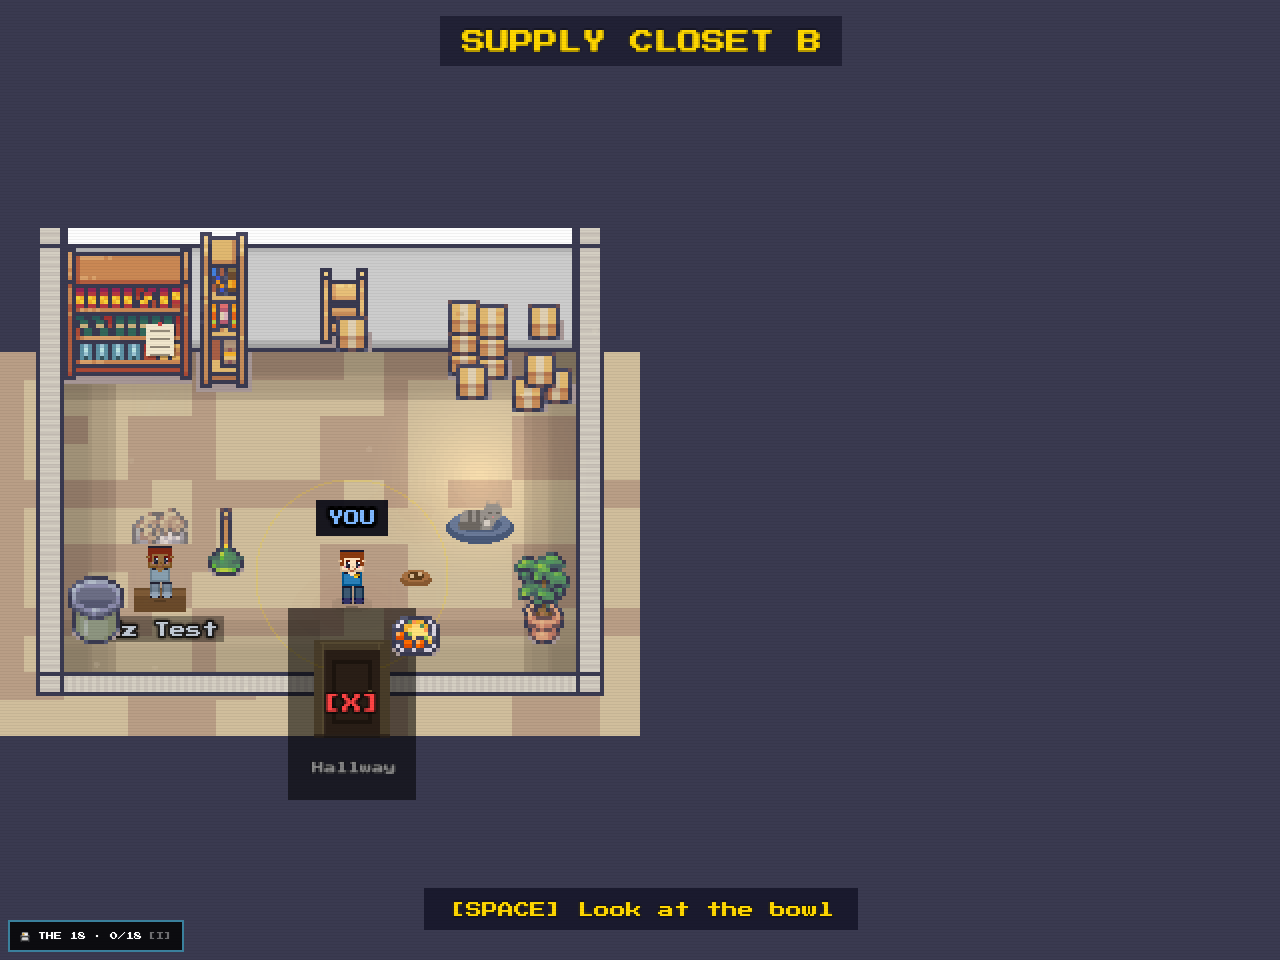 SUPPLY CLOSET B
YOU
z Test
[X]
Hallway
[SPACE] Look at the bowl
THE 18 · 0/18 [I]